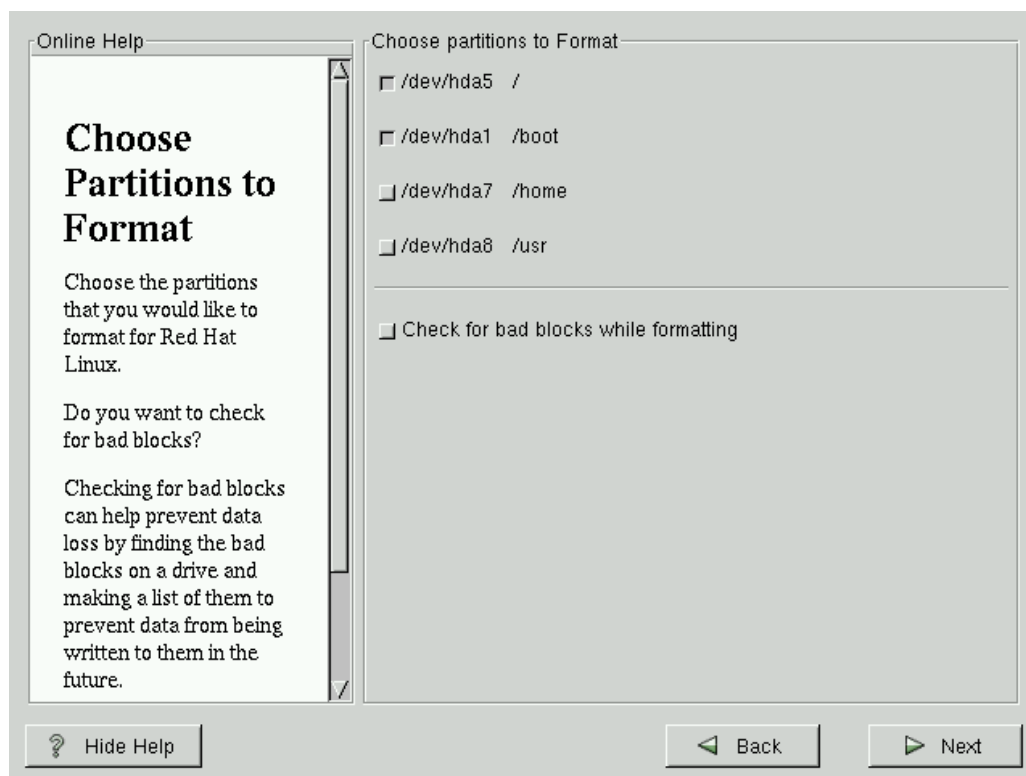 Online Help
Choose
Partitions to
Format
Choose the partitions
that you would like to
format for Red Hat
Linux.
Do you want to check
for bad blocks?
Checking for bad blocks
can help prevent data
loss by finding the bad
blocks on a drive and
making a list of them to
prevent data from being
written to them in the
future.
Choose partitions to Format
/dev/hda5 /
/dev/hda1 /boot
/dev/hda7 /home
/dev/hda8 /usr
Check for bad blocks while formatting
Hide Help
Back
Next